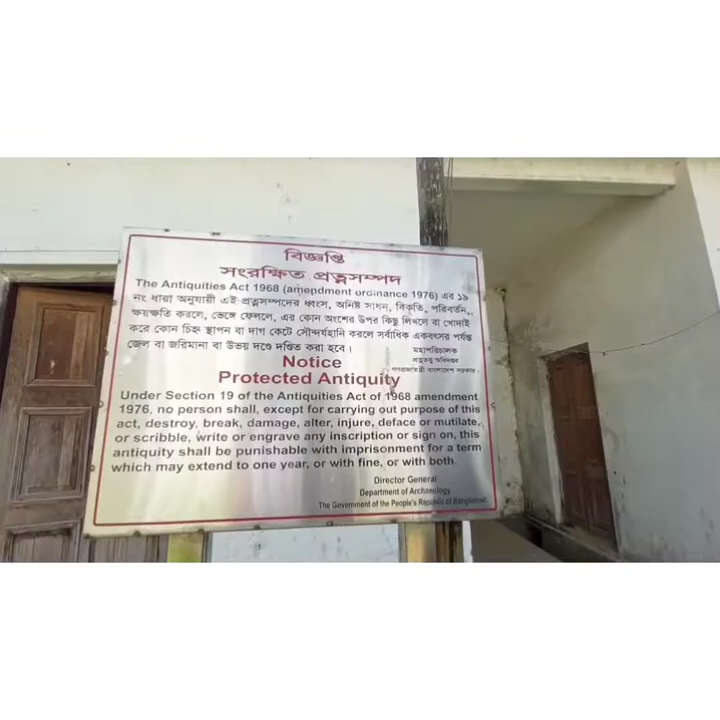 বিজ্ঞপ্তি
সংরক্ষিত প্রত্নসম্পদ
The Antiquities Act 1968 (amendment ordinance 1976) এর ১৯
নং ধারা অনুযায়ী এই প্রত্নসম্পদের ধ্বংস, অনিষ্ট সাধন, বিকৃতি, পরিবর্তন,
ক্ষয়ক্ষতি করলে, ভেঙ্গে ফেললে, এর কোন অংশের উপর কিছু লিখলে বা খোদাই
করে কোন চিহ্ন স্থাপন বা দাগ কেটে সৌন্দর্যহানি করলে সর্বাধিক একবৎসর পর্যন্ত
জেল বা জরিমানা বা উভয় দণ্ডে দণ্ডিত করা হবে।
মহাপরিচালক
প্রত্নতত্ত্ব অধিদপ্তর
গণপ্রজাতন্ত্রী বাংলাদেশ সরকার।
Notice
Protected Antiquity
Under Section 19 of the Antiquities Act of 1968 amendment
1976, no person shall, except for carrying out purpose of this
act, destroy, break, damage, alter, injure, deface or mutilate,
or scribble, write or engrave any inscription or sign on, this
antiquity shall be punishable with imprisonment for a term
which may extend to one year, or with fine, or with both.
Director General
Department of Archaeology
The Government of the People's Republic of Bangladesh